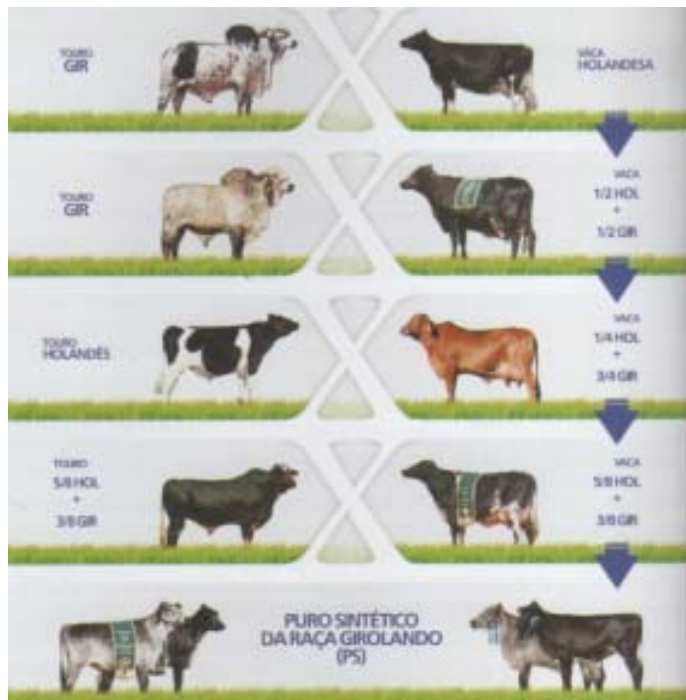 TOURO
GIR
VACA
HOLANDESA
TOURO
GIR
VACA
1/2 HOL
+
1/2 GIR
TOURO
HOLANDÊS
VACA
1/4 HOL
+
3/4 GIR
TOURO
5/8 HOL
+
3/8 GIR
VACA
5/8 HOL
+
3/8 GIR
PURO SINTÉTICO
DA RAÇA GIROLANDO
(PS)